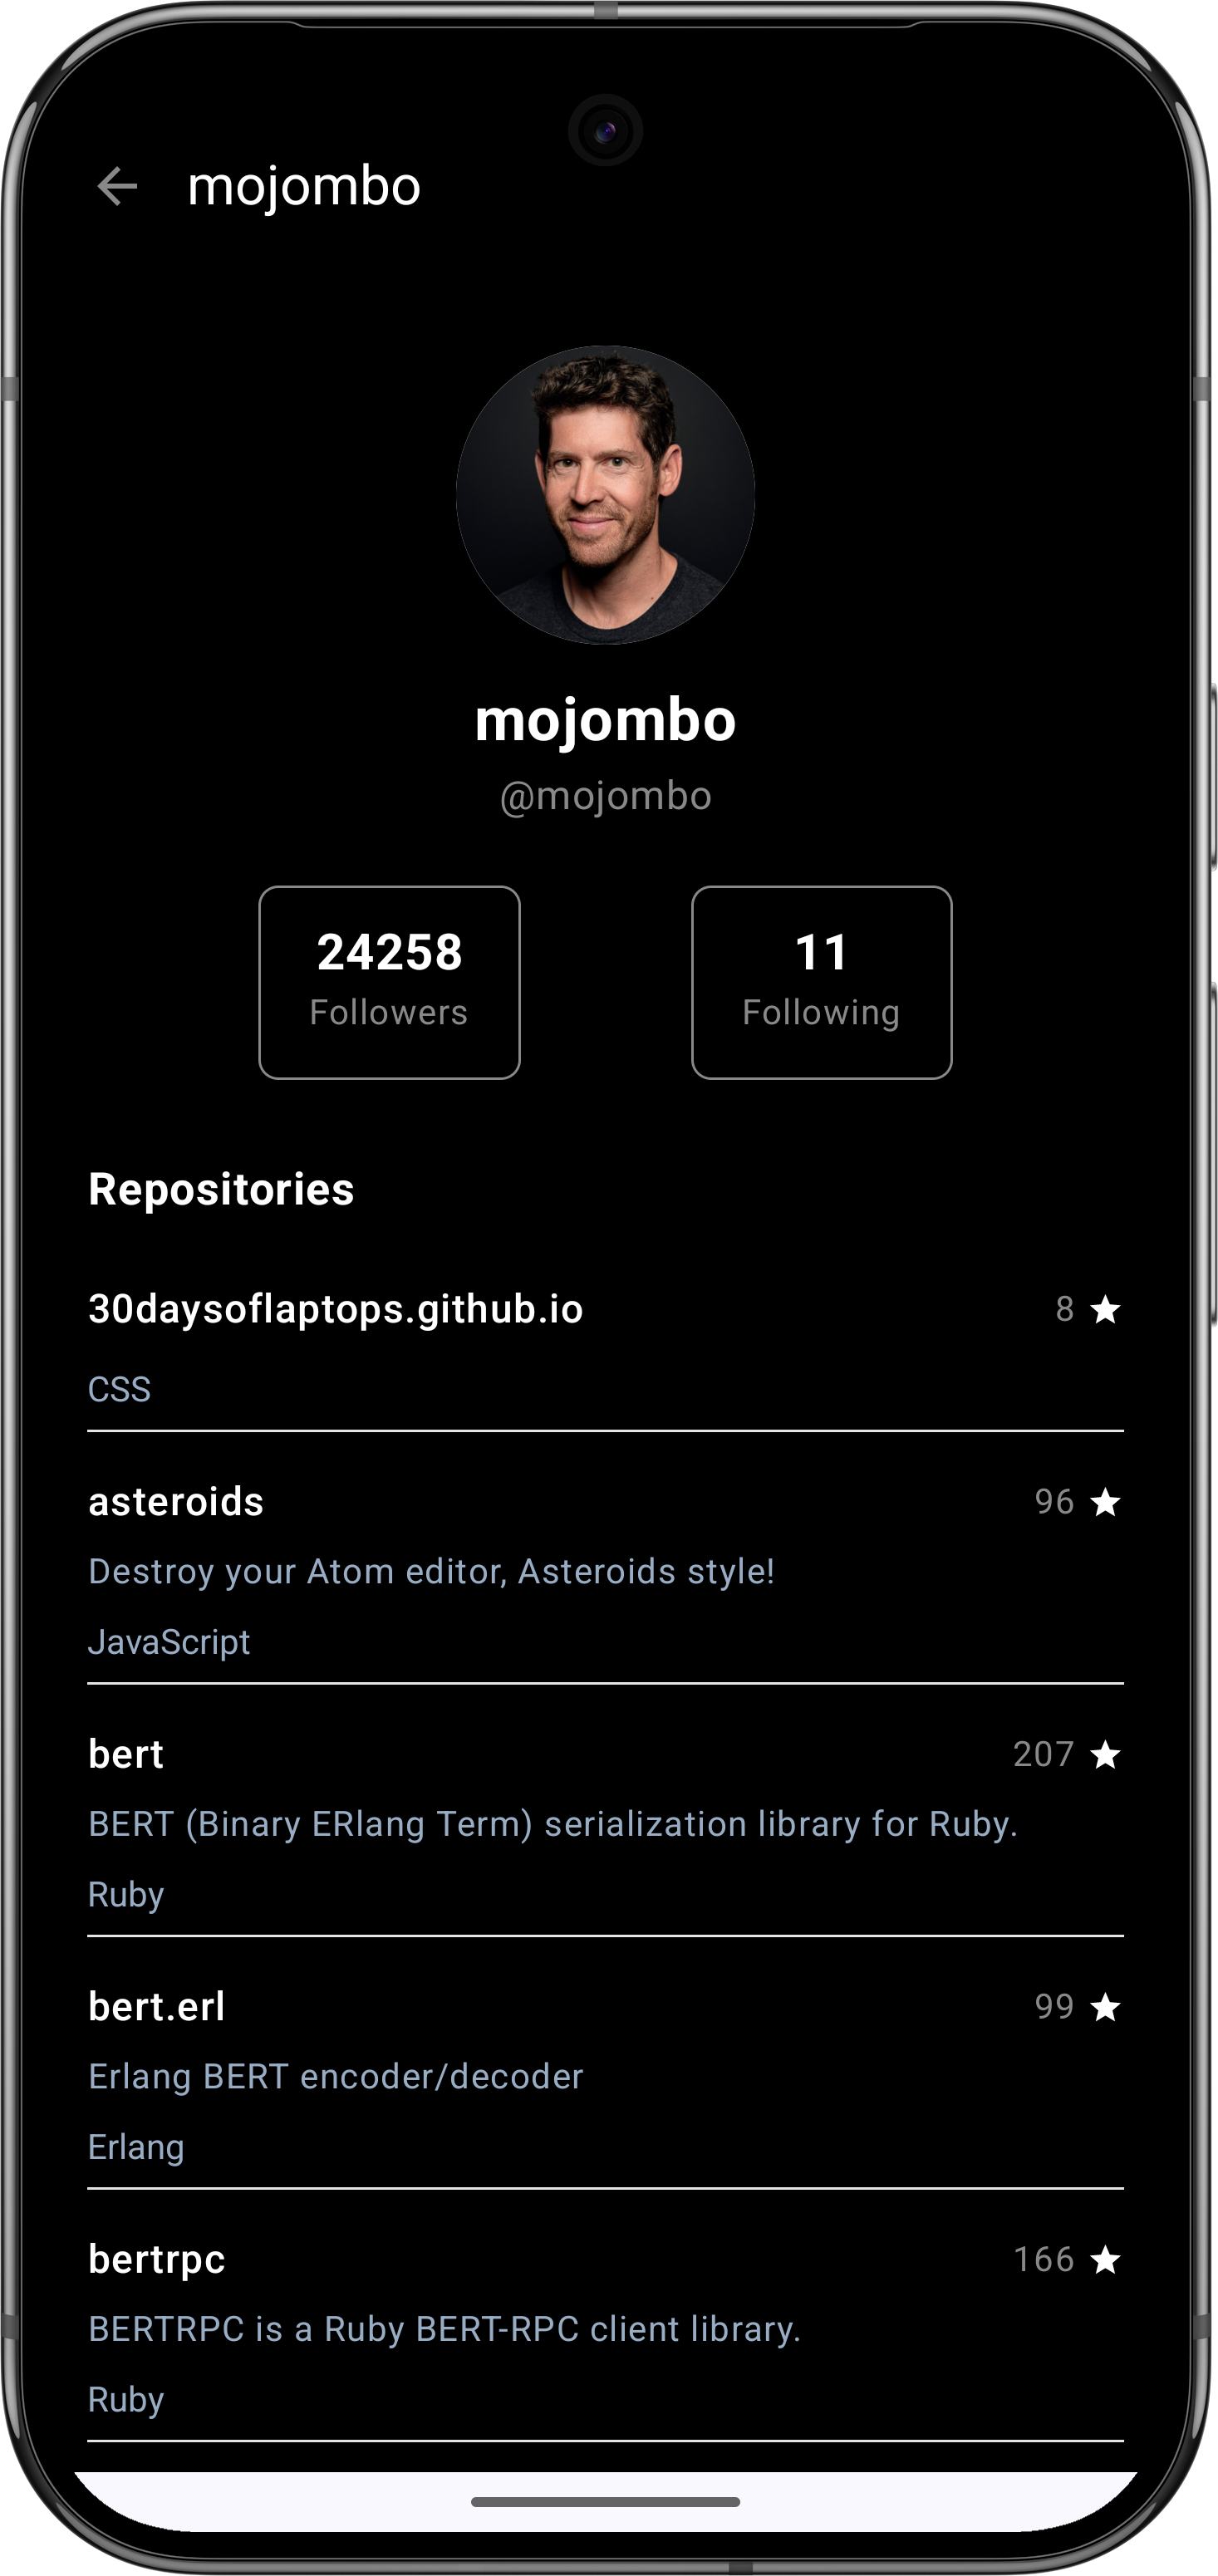 mojombo
mojombo
@mojombo
24258
Followers
11
Following
Repositories
30daysoflaptops.github.io
8
CSS
asteroids
96
Destroy your Atom editor, Asteroids style!
JavaScript
bert
207
BERT (Binary ERlang Term) serialization library for Ruby.
Ruby
bert.erl
99
Erlang BERT encoder/decoder
Erlang
bertrpc
166
BERTRPC is a Ruby BERT-RPC client library.
Ruby